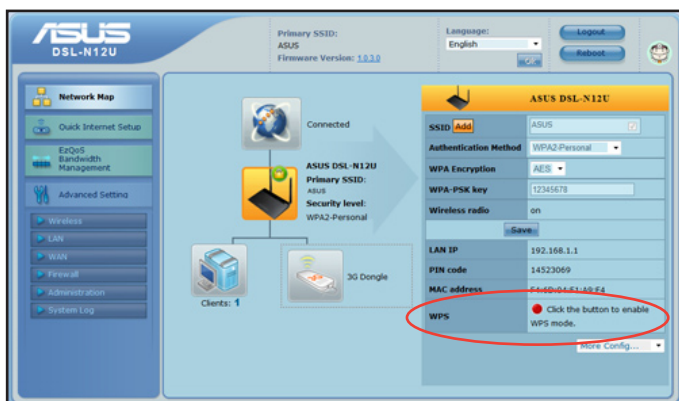 ASUS
DSL-N12U
Primary SSID:
ASUS
Firmware Version: 1.0.3.0
Language:
English
Logout
Reboot
Network Map
Quick Internet Setup
EzQoS
Bandwidth
Management
Advanced Setting
Wireless
LAN
WAN
Firewall
Administration
System Log
Connected
ASUS DSL-N12U
Primary SSID:
ASUS
Security level:
WPA2-Personal
Clients: 1
3G Dongle
ASUS DSL-N12U
SSID Add ASUS
Authentication Method WPA2-Personal
WPA Encryption AES
WPA-PSK key 12345678
Wireless radio on
Save
LAN IP 192.168.1.1
PIN code 14523069
MAC address
WPS Click the button to enable
WPS mode.
More Config...